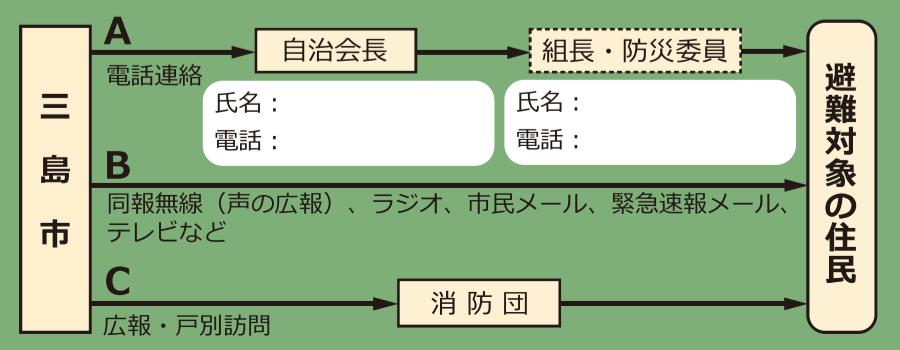 三島市
A
電話連絡
自治会長
氏名：
電話：
組長・防災委員
氏名：
電話：
B
同報無線（声の広報）、ラジオ、市民メール、緊急速報メール、
テレビなど
C
広報・戸別訪問
消防団
避難対象の住民